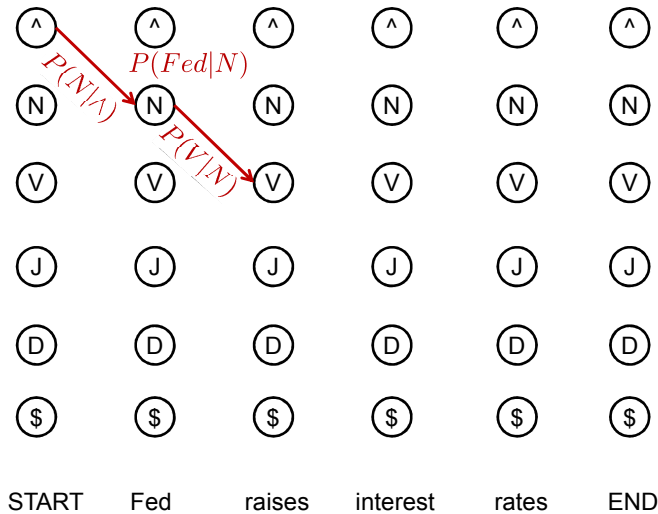 ^ ^ ^ ^ ^ ^
P(N|^) P(Fed|N)
N N N N N N
P(V|N)
V V V V V V
J J J J J J
D D D D D D
$ $ $ $ $ $
START Fed raises interest rates END